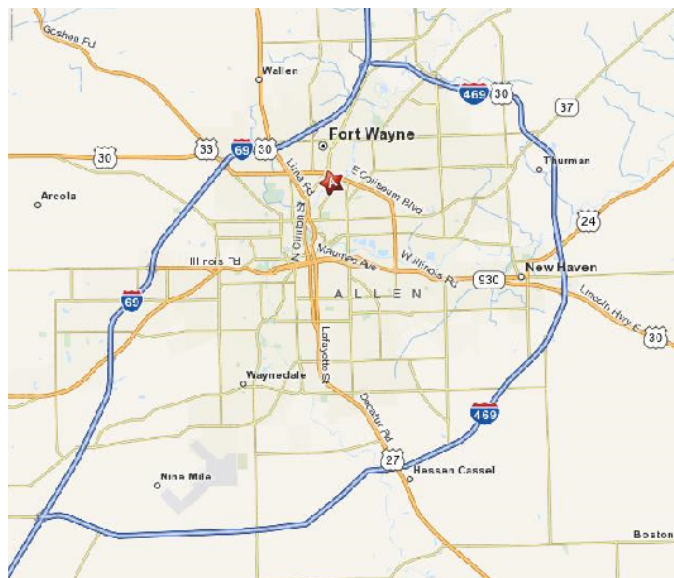 Goshea Rd
Wallen
469
30
37
Fort Wayne
33
69
30
30
Lima Rd
E Coliseum Blvd
Thurman
Arcola
N Clinton St
24
Illinois Rd
Maumee Ave
W Illinois Rd
930
New Haven
69
ALLEN
Lincoln Hwy E
30
Lafayette St
Waynedale
Decatur Rd
469
27
Hessen Cassel
Nine Mile
Boston